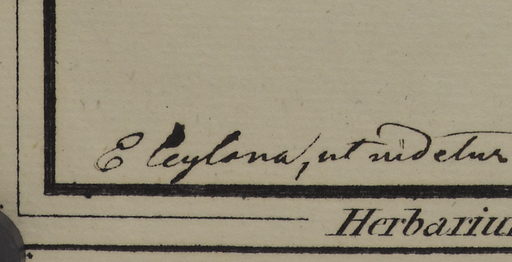 E Ceylona, ut videtur
Herbariu